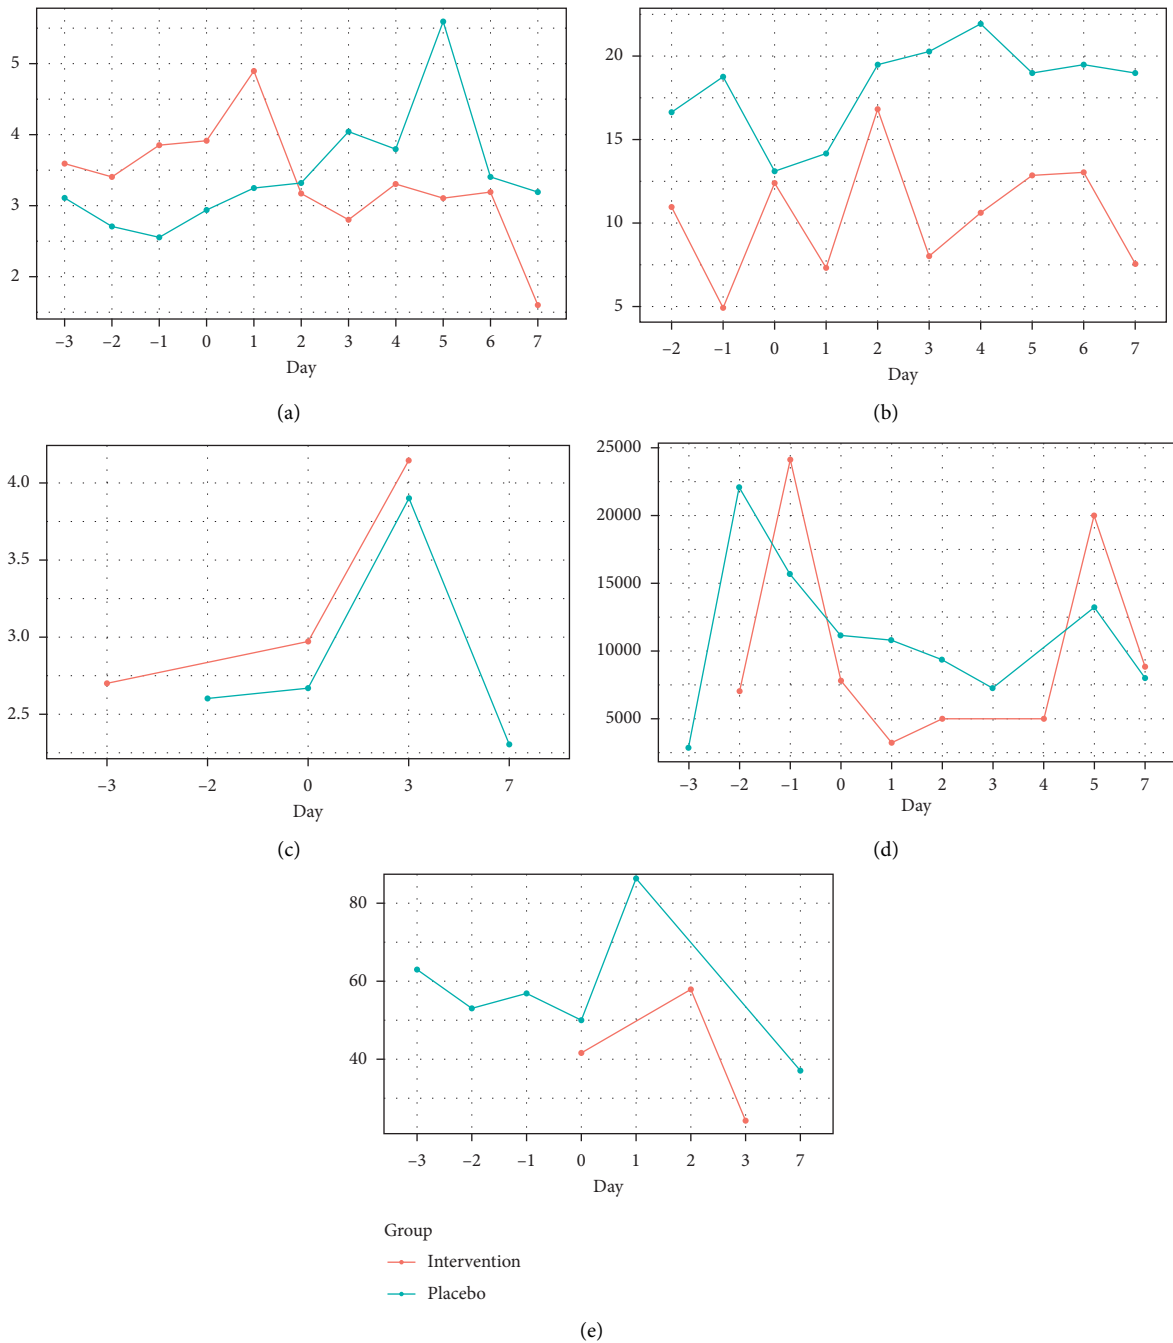 5
4
3
2
–3 –2 –1 0 1 2 3 4 5 6 7
Day
(a)
20
15
10
5
–2 –1 0 1 2 3 4 5 6 7
Day
(b)
4.0
3.5
3.0
2.5
–3 –2 0 3 7
Day
(c)
25000
20000
15000
10000
5000
–3 –2 –1 0 1 2 3 4 5 7
Day
(d)
80
60
40
–3 –2 –1 0 1 2 3 7
Day
Group
Intervention
Placebo
(e)